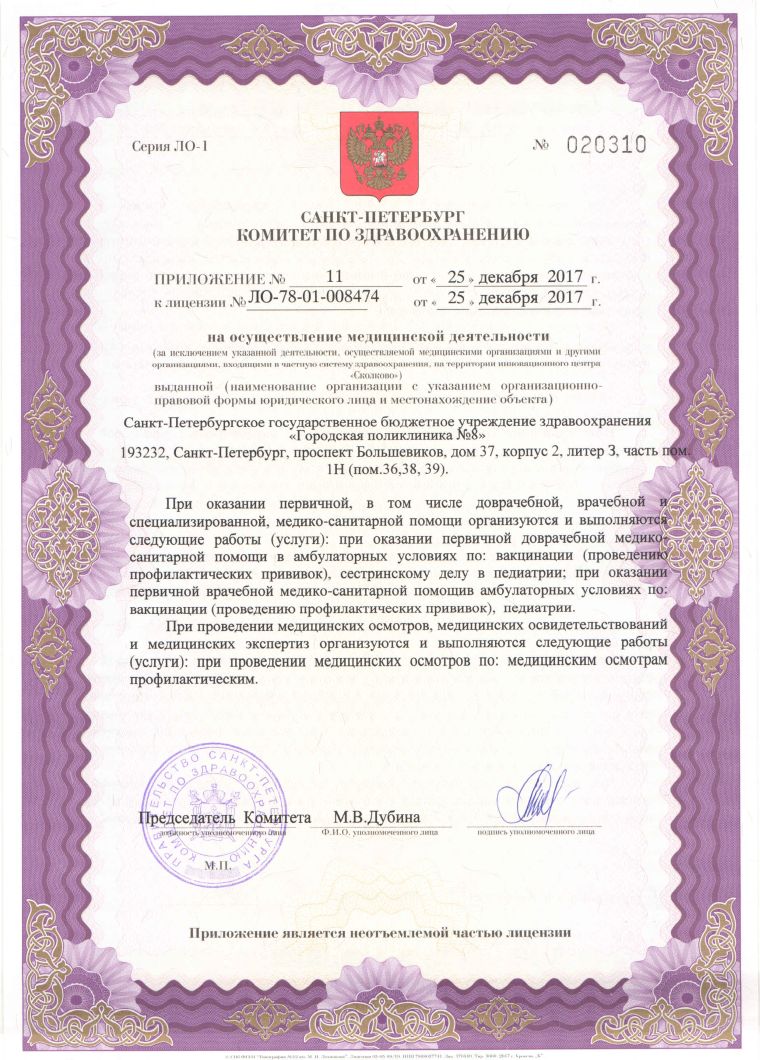 Серия ЛО-1
№ 020310
САНКТ-ПЕТЕРБУРГ
КОМИТЕТ ПО ЗДРАВООХРАНЕНИЮ
ПРИЛОЖЕНИЕ № 11 от « 25 » декабря 2017 г.
к лицензии № ЛО-78-01-008474 от « 25 » декабря 2017 г.
на осуществление медицинской деятельности
(за исключением указанной деятельности, осуществляемой медицинскими организациями и другими
организациями, входящими в частную систему здравоохранения, на территории инновационного центра
«Сколково»)
выданной (наименование организации с указанием организационно-
правовой формы юридического лица и местонахождение объекта)
Санкт-Петербургское государственное бюджетное учреждение здравоохранения
«Городская поликлиника №8»
193232, Санкт-Петербург, проспект Большевиков, дом 37, корпус 2, литер З, часть пом.
1Н (пом.36,38, 39).
При оказании первичной, в том числе доврачебной, врачебной и
специализированной, медико-санитарной помощи организуются и выполняются
следующие работы (услуги): при оказании первичной доврачебной медико-
санитарной помощи в амбулаторных условиях по: вакцинации (проведению
профилактических прививок), сестринскому делу в педиатрии; при оказании
первичной врачебной медико-санитарной помощив амбулаторных условиях по:
вакцинации (проведению профилактических прививок), педиатрии.
При проведении медицинских осмотров, медицинских освидетельствований
и медицинских экспертиз организуются и выполняются следующие работы
(услуги): при проведении медицинских осмотров по: медицинским осмотрам
профилактическим.
ПРАВИТЕЛЬСТВО САНКТ-ПЕТЕРБУРГА
КОМИТЕТ ПО ЗДРАВООХРАНЕНИЮ
Председатель Комитета М.В.Дубина
должность уполномоченного лица Ф.И.О. уполномоченного лица подпись уполномоченного лица
М.П.
Приложение является неотъемлемой частью лицензии